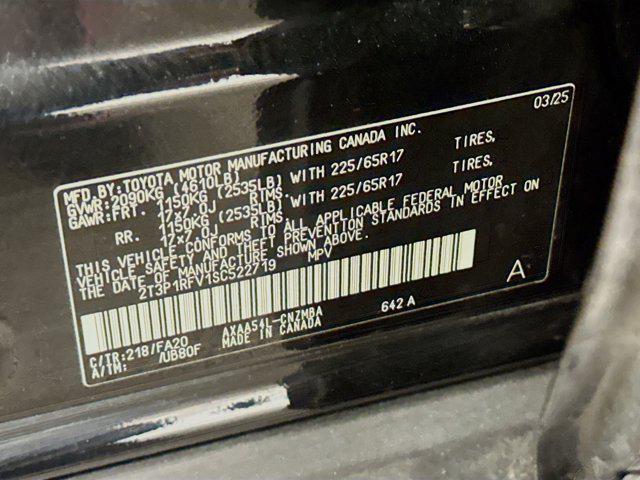 03/25
MFD.BY:TOYOTA MOTOR MANUFACTURING CANADA INC.
GVWR:2090KG (4610LB)
GAWR:FRT. 1150KG (2535LB) WITH 225/65R17 TIRES,
17x7.0J RIMS,
RR. 1150KG (2535LB) WITH 225/65R17 TIRES,
17x7.0J RIMS.
THIS VEHICLE CONFORMS TO ALL APPLICABLE FEDERAL MOTOR
VEHICLE SAFETY AND THEFT PREVENTION STANDARDS IN EFFECT ON
THE DATE OF MANUFACTURE SHOWN ABOVE.
2T3P1RFV1SC522719 MPV
A
C/TR:218/FA20 AXAA54L-CNZMBA 642 A
A/TM: /UB80F MADE IN CANADA